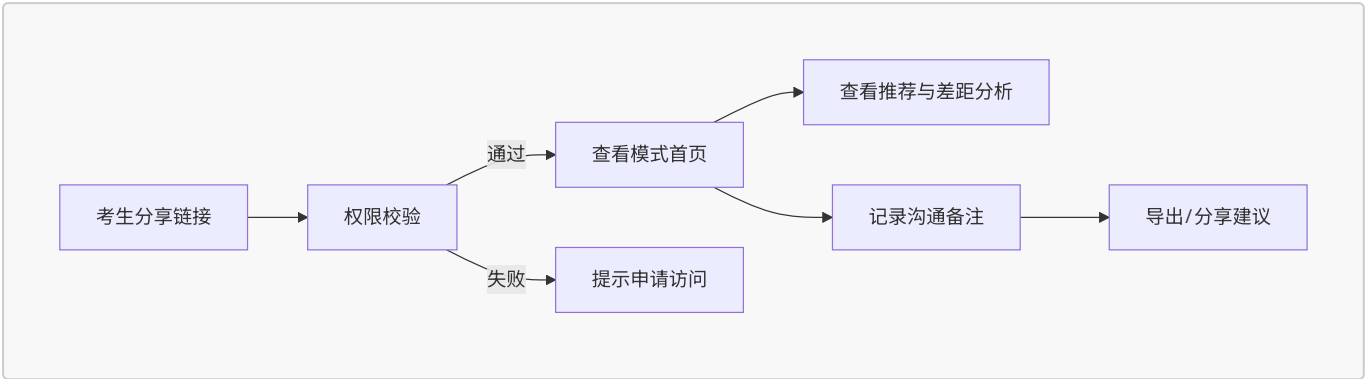 考生分享链接
权限校验
通过
失败
查看模式首页
提示申请访问
查看推荐与差距分析
记录沟通备注
导出/分享建议